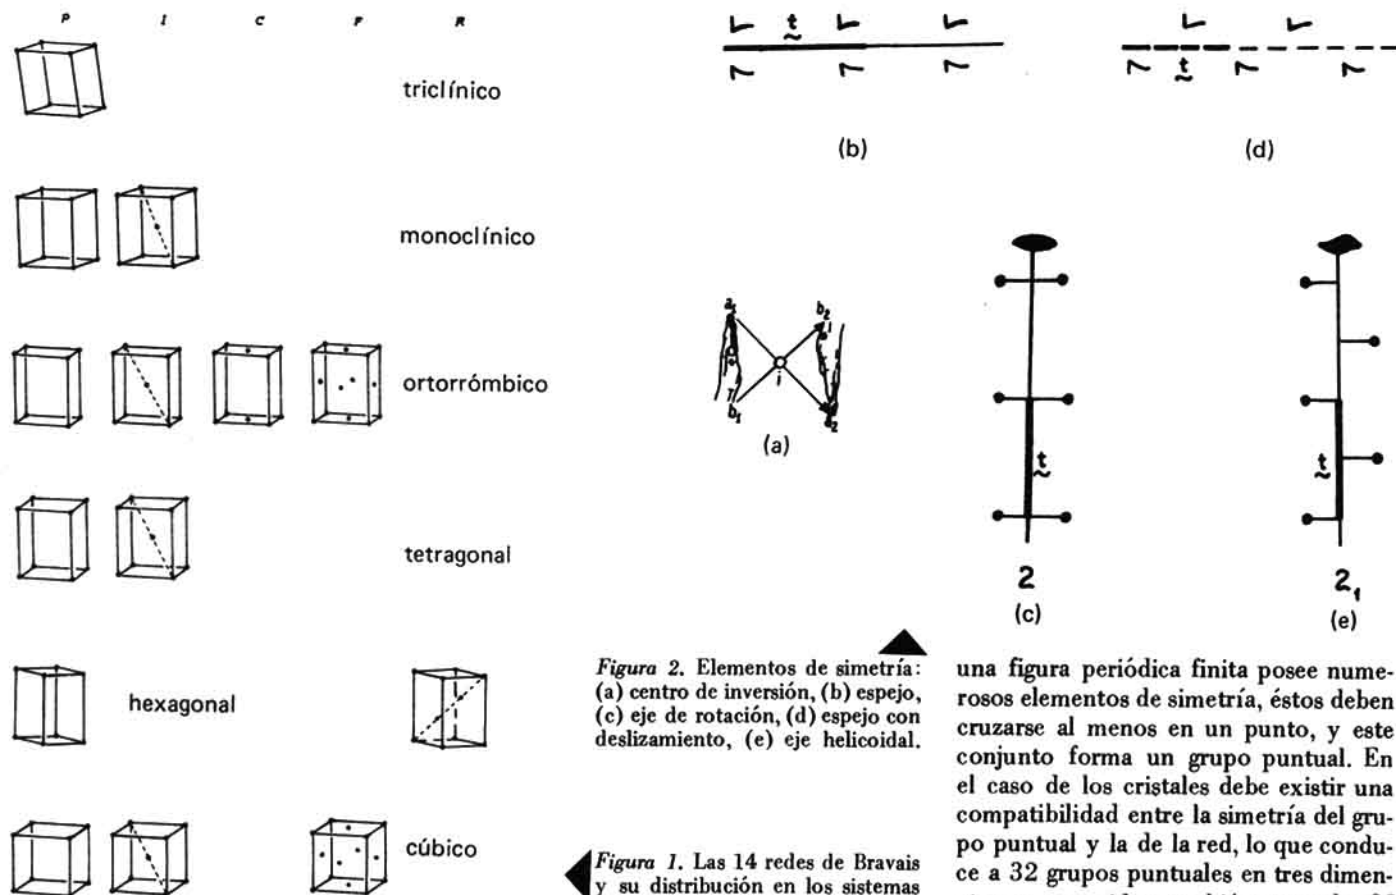 P I C F R
triclínico
monoclínico
ortorrómbico
tetragonal
hexagonal
cúbico
t
(b)
t
(d)
a₁
b₂
i
b₁
a₂
(a)
t
2
(c)
t
2₁
(e)
Figura 2. Elementos de simetría:
(a) centro de inversión, (b) espejo,
(c) eje de rotación, (d) espejo con
deslizamiento, (e) eje helicoidal.
Figura 1. Las 14 redes de Bravais
y su distribución en los sistemas
una figura periódica finita posee nume-
rosos elementos de simetría, éstos deben
cruzarse al menos en un punto, y este
conjunto forma un grupo puntual. En
el caso de los cristales debe existir una
compatibilidad entre la simetría del gru-
po puntual y la de la red, lo que condu-
ce a 32 grupos puntuales en tres dimen-